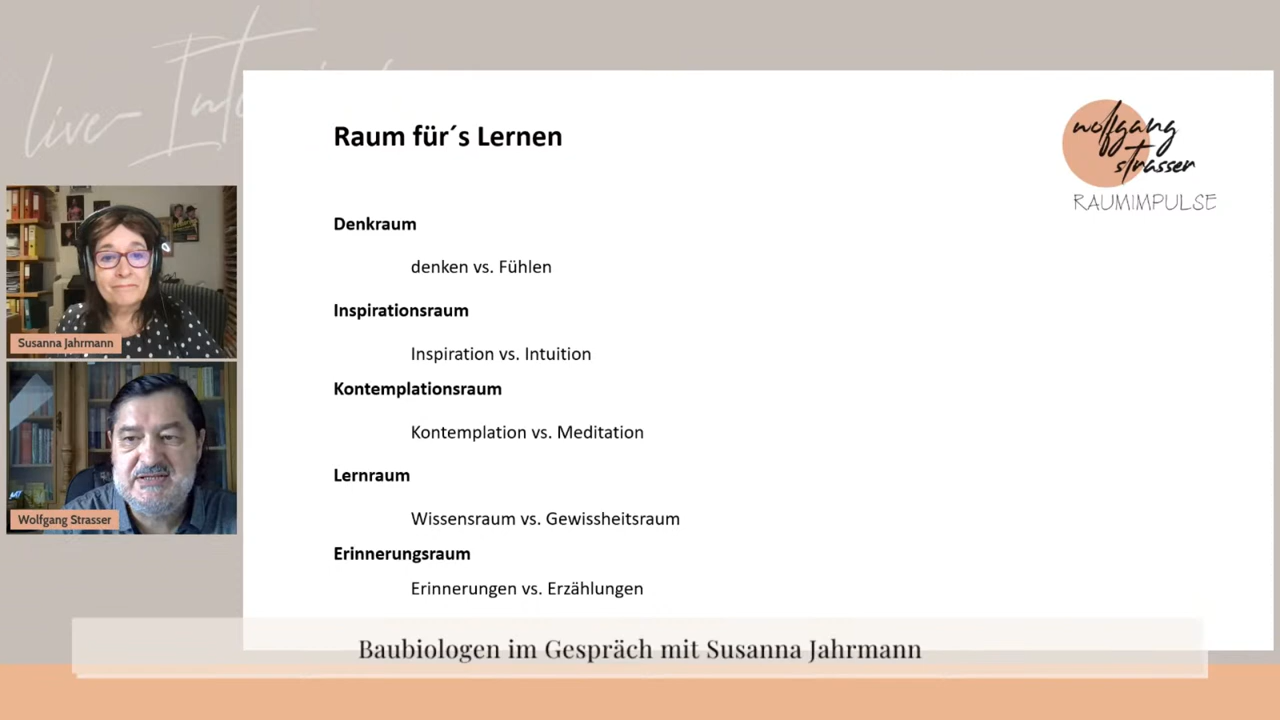 live-
Raum für´s Lernen
wolfgang
strasser
RAUMIMPULSE
Denkraum
denken vs. Fühlen
Inspirationsraum
Inspiration vs. Intuition
Kontemplationsraum
Kontemplation vs. Meditation
Lernraum
Wissensraum vs. Gewissheitsraum
Erinnerungsraum
Erinnerungen vs. Erzählungen
Susanna Jahrmann
Wolfgang Strasser
Baubiologen im Gespräch mit Susanna Jahrmann